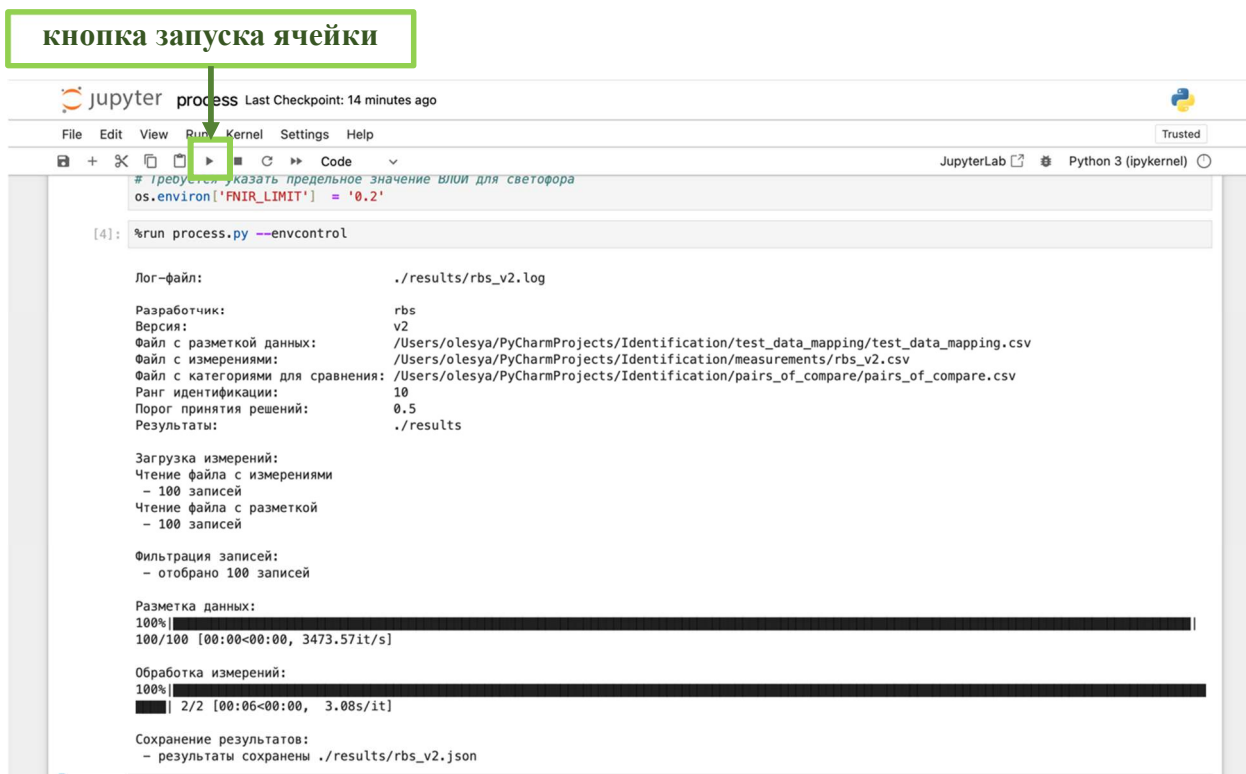 кнопка запуска ячейки
jupyter process Last Checkpoint: 14 minutes ago
File Edit View Run Kernel Settings Help Trusted
Code JupyterLab Python 3 (ipykernel)
# Требуется указать предельное значение ВЛОИ для светофора
os.environ['FNIR_LIMIT'] = '0.2'
[4]: %run process.py --envcontrol
Лог-файл: ./results/rbs_v2.log
Разработчик: rbs
Версия: v2
Файл с разметкой данных: /Users/olesya/PyCharmProjects/Identification/test_data_mapping/test_data_mapping.csv
Файл с измерениями: /Users/olesya/PyCharmProjects/Identification/measurements/rbs_v2.csv
Файл с категориями для сравнения: /Users/olesya/PyCharmProjects/Identification/pairs_of_compare/pairs_of_compare.csv
Ранг идентификации: 10
Порог принятия решений: 0.5
Результаты: ./results
Загрузка измерений:
Чтение файла с измерениями
– 100 записей
Чтение файла с разметкой
– 100 записей
Фильтрация записей:
– отобрано 100 записей
Разметка данных:
100%| |
100/100 [00:00<00:00, 3473.57it/s]
Обработка измерений:
100%|
| 2/2 [00:06<00:00, 3.08s/it]
Сохранение результатов:
– результаты сохранены ./results/rbs_v2.json